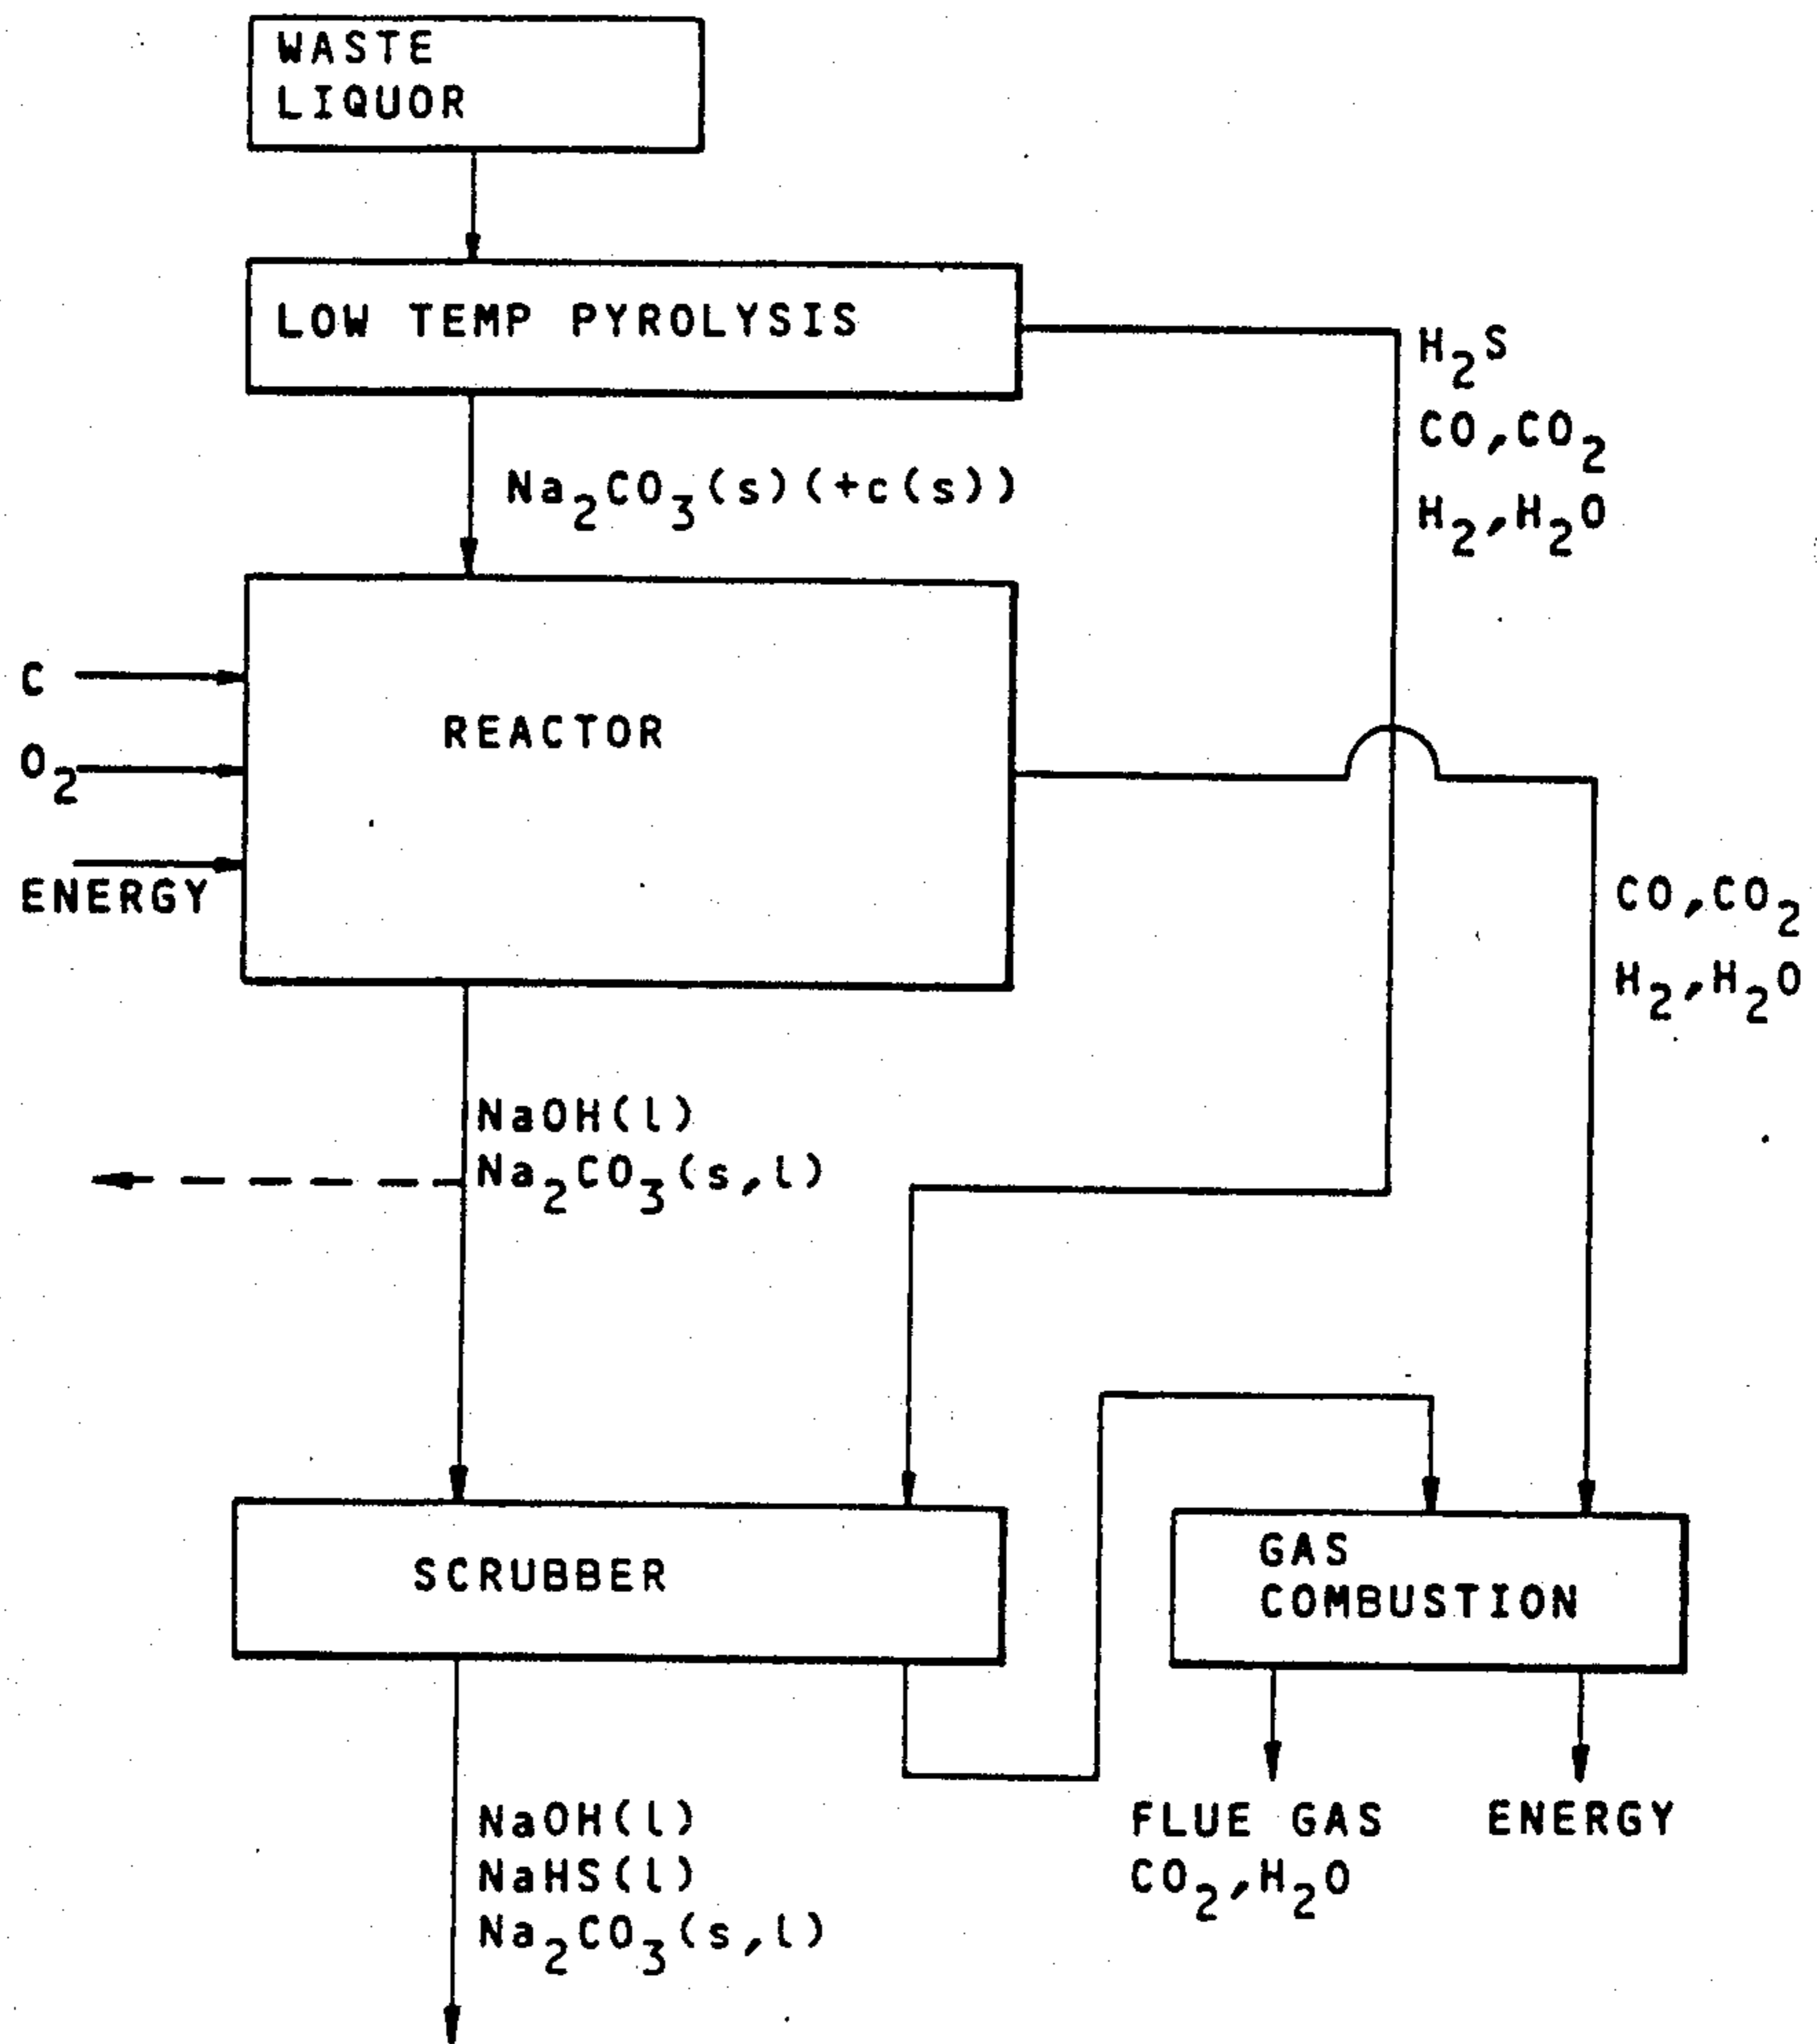 WASTE
LIQUOR
LOW TEMP PYROLYSIS
H₂S
CO,CO₂
H₂,H₂O
Na₂CO₃(s)(+c(s))
C
O₂
ENERGY
REACTOR
CO,CO₂
H₂,H₂O
NaOH(l)
Na₂CO₃(s,l)
SCRUBBER
GAS
COMBUSTION
NaOH(l)
NaHS(l)
Na₂CO₃(s,l)
FLUE GAS
CO₂,H₂O
ENERGY